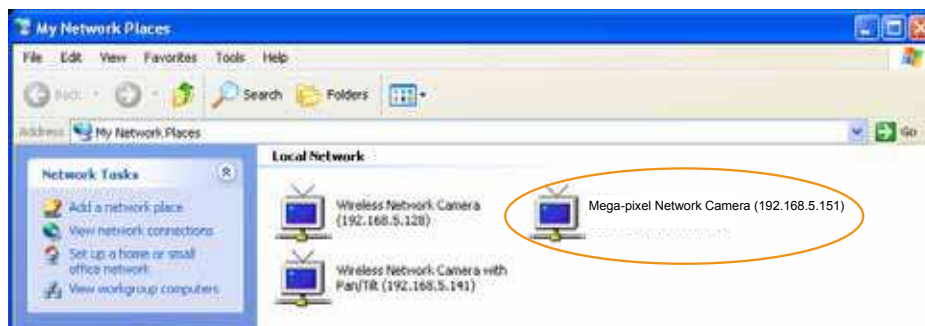 My Network Places
File Edit View Favorites Tools Help
Back Search Folders
Address My Network Places Go
Local Network
Network Tasks
Add a network place
View network connections
Set up a home or small
office network
View workgroup computers
Wireless Network Camera
(192.168.5.128)
Mega-pixel Network Camera (192.168.5.151)
Wireless Network Camera with
Pan/Tilt (192.168.5.141)